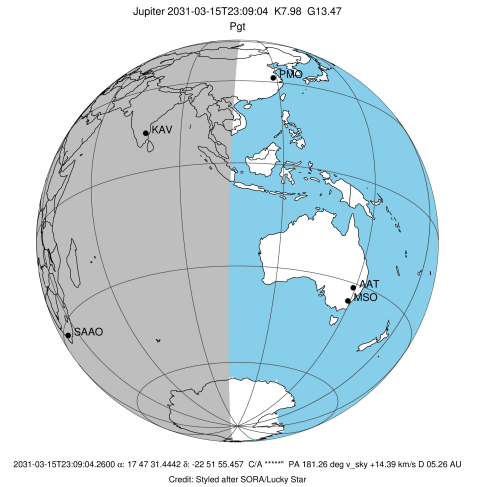 Jupiter 2031-03-15T23:09:04 K7.98 G13.47
Pgt
PMO
KAV
AAT
MSO
SAAO
2031-03-15T23:09:04.2600 α: 17 47 31.4442 δ: -22 51 55.457 C/A *****" PA 181.26 deg v_sky +14.39 km/s D 05.26 AU
Credit: Styled after SORA/Lucky Star